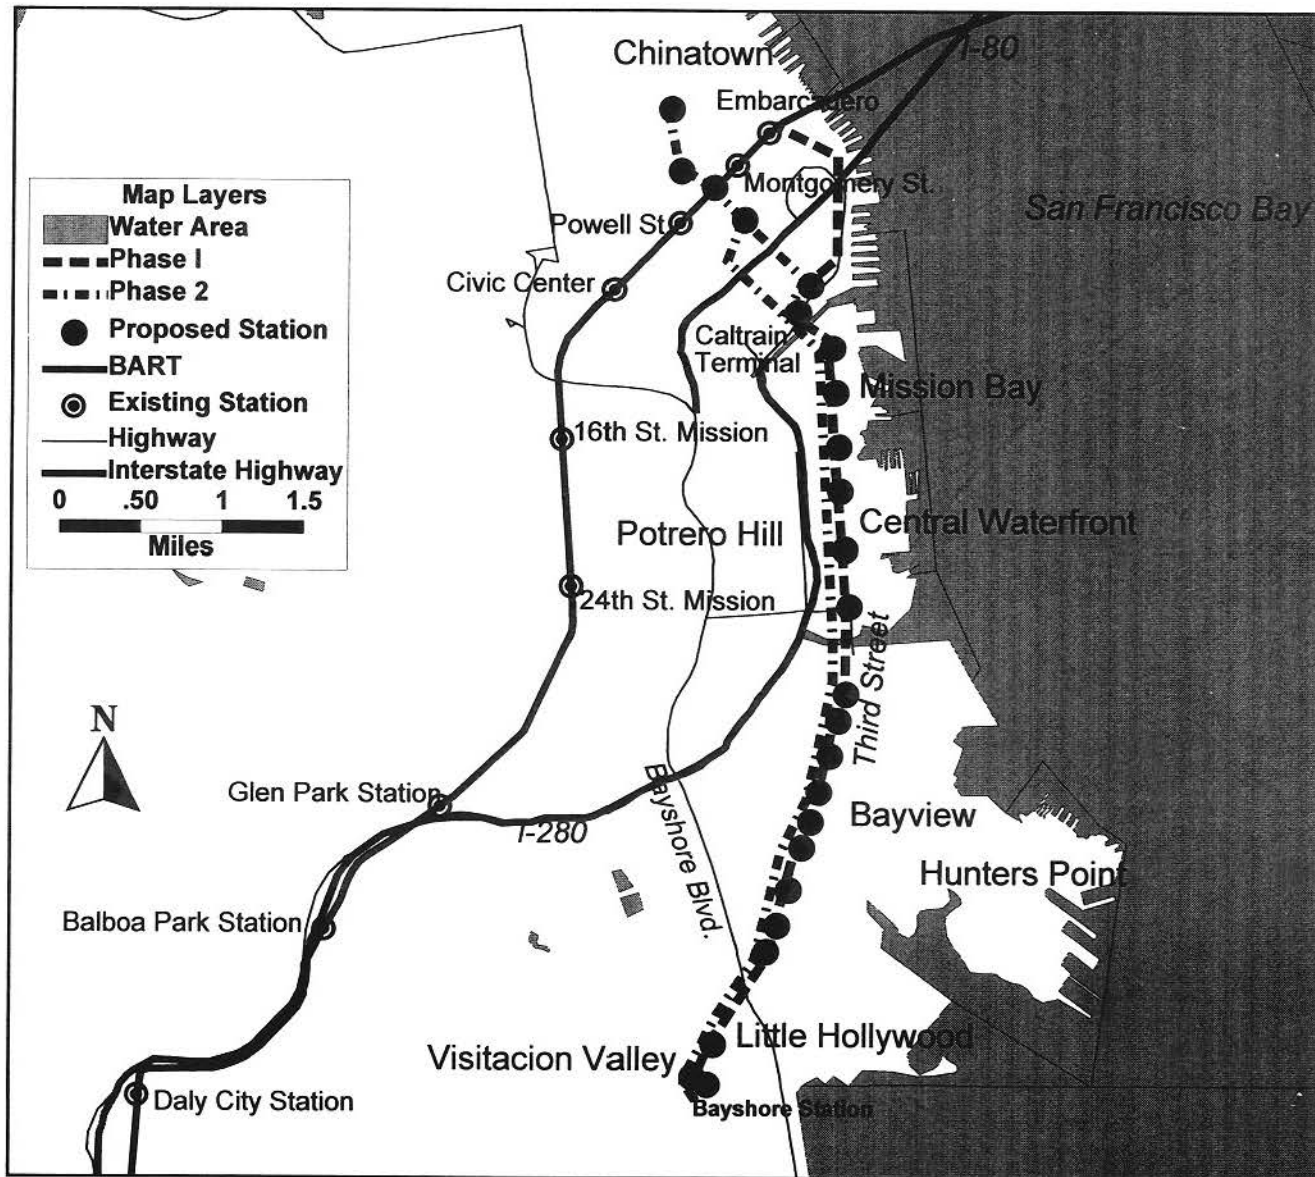 Chinatown
I-80
Embarcadero
Montgomery St.
San Francisco Bay
Map Layers
Water Area
Phase I
Phase 2
Proposed Station
BART
Existing Station
Highway
Interstate Highway
0 .50 1 1.5
Miles
Powell St
Civic Center
Caltrain
Terminal
Mission Bay
16th St. Mission
Potrero Hill
Central Waterfront
24th St. Mission
Third Street
N
Glen Park Station
I-280
Bayshore Blvd.
Bayview
Hunters Point
Balboa Park Station
Little Hollywood
Visitacion Valley
Daly City Station
Bayshore Station